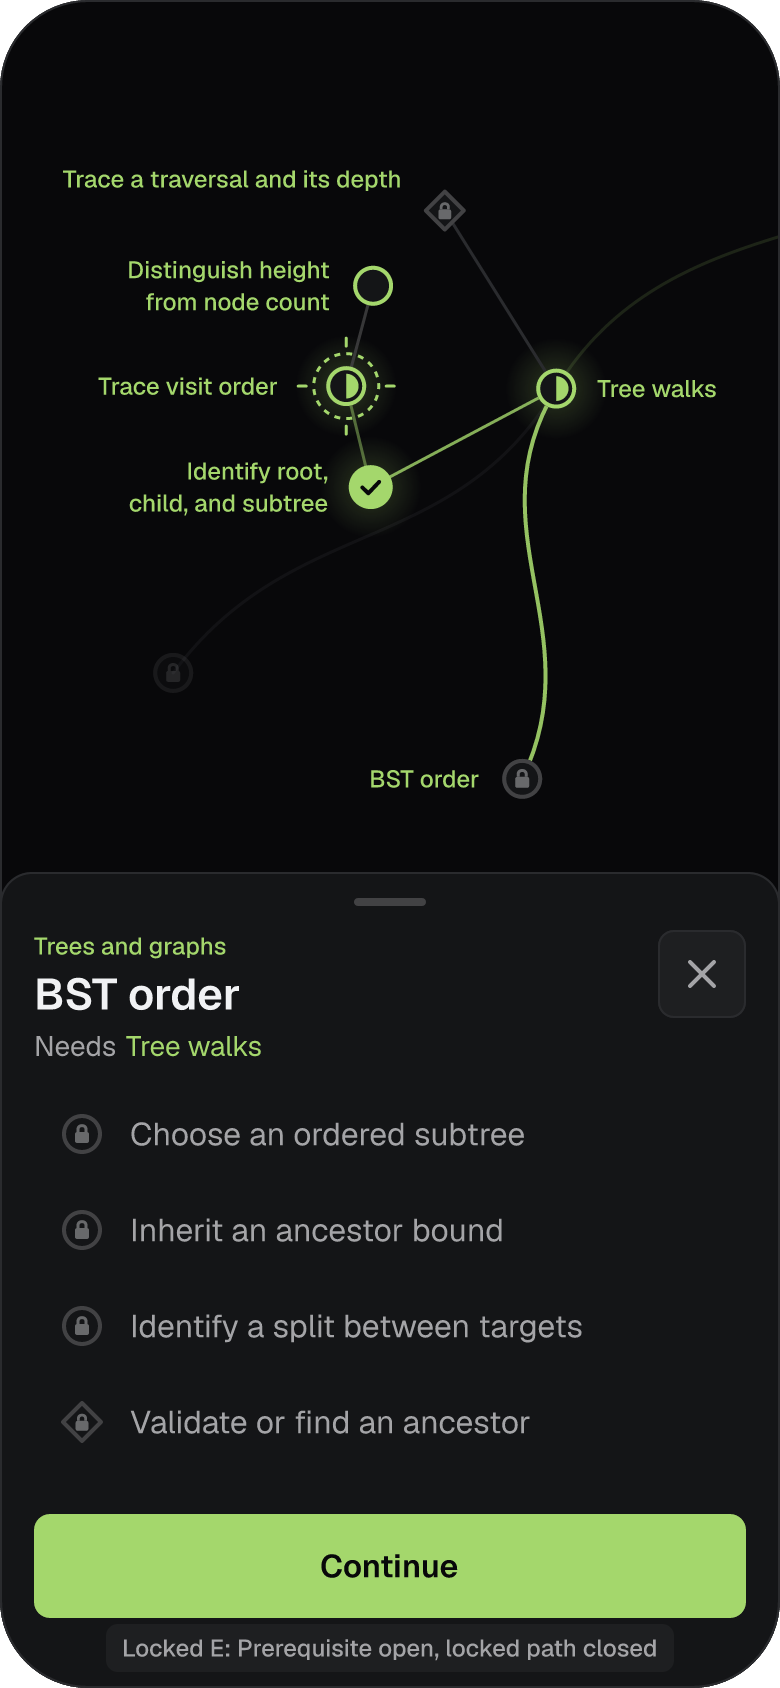 Trace a traversal and its depth
Distinguish height
from node count
Trace visit order
Tree walks
Identify root,
child, and subtree
BST order
Trees and graphs
BST order
Needs Tree walks
Choose an ordered subtree
Inherit an ancestor bound
Identify a split between targets
Validate or find an ancestor
Continue
Locked E: Prerequisite open, locked path closed